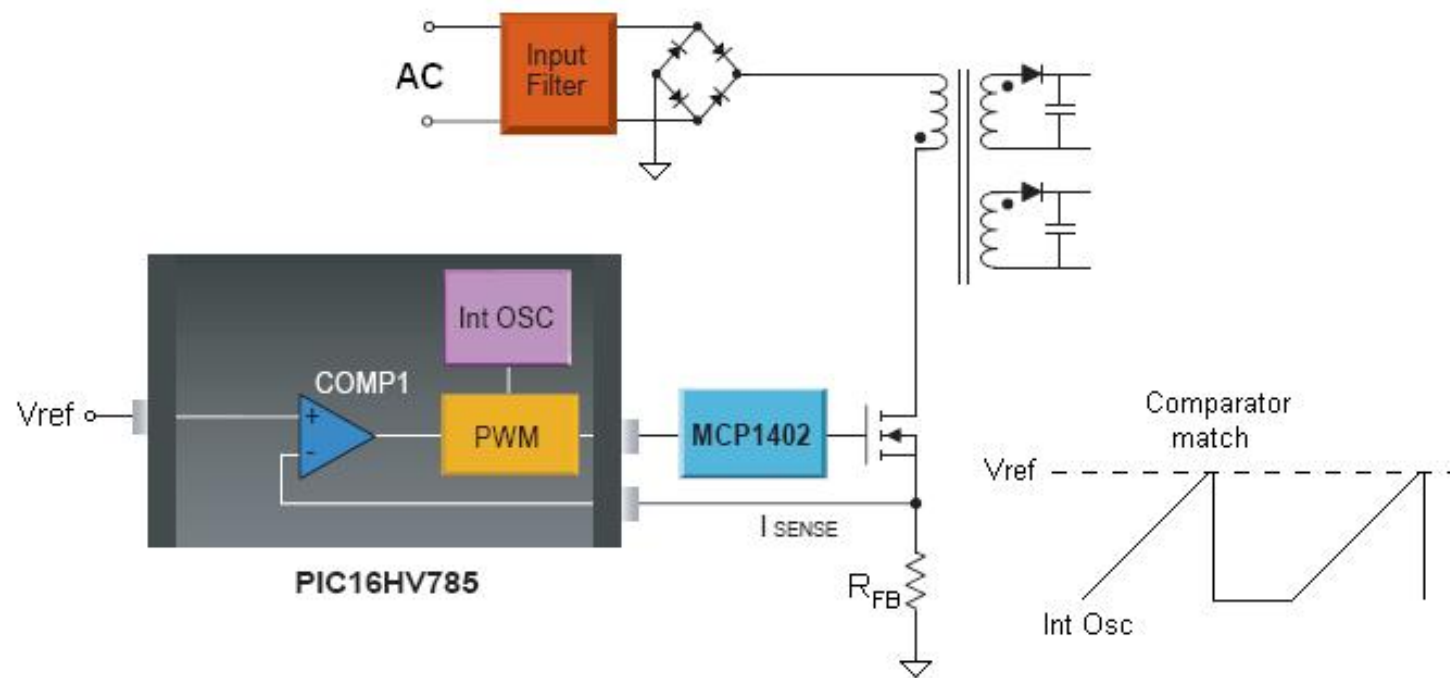 AC
Input
Filter
Int OSC
COMP1
Vref
+
-
PWM
MCP1402
I SENSE
PIC16HV785
RFB
Comparator
match
Vref
Int Osc